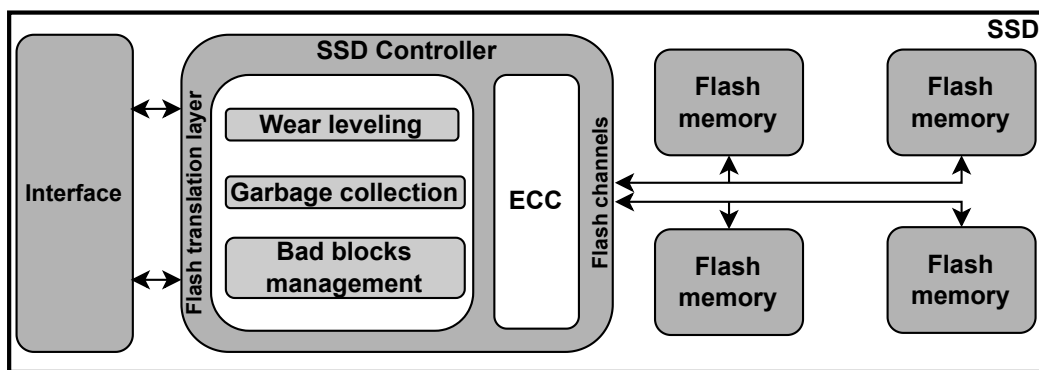 SSD
SSD Controller
Interface
Flash translation layer
Wear leveling
Garbage collection
Bad blocks
management
ECC
Flash channels
Flash
memory
Flash
memory
Flash
memory
Flash
memory